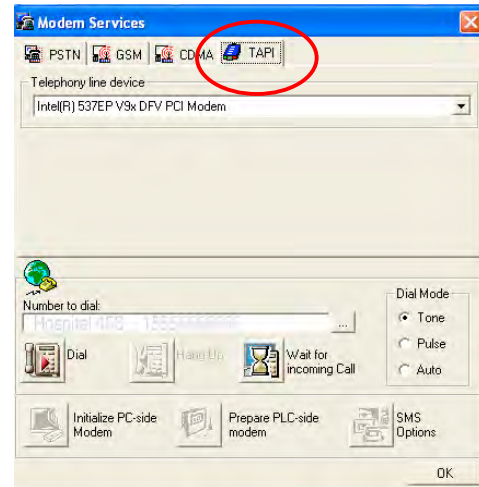 Modem Services
PSTN GSM CDMA TAPI
Telephony line device
Intel(R) 537EP V9x DFV PCI Modem
Number to dial:
...
Dial
Hang Up
Wait for
incoming Call
Dial Mode
Tone
Pulse
Auto
Initialize PC-side
Modem
Prepare PLC-side
modem
SMS
Options
OK